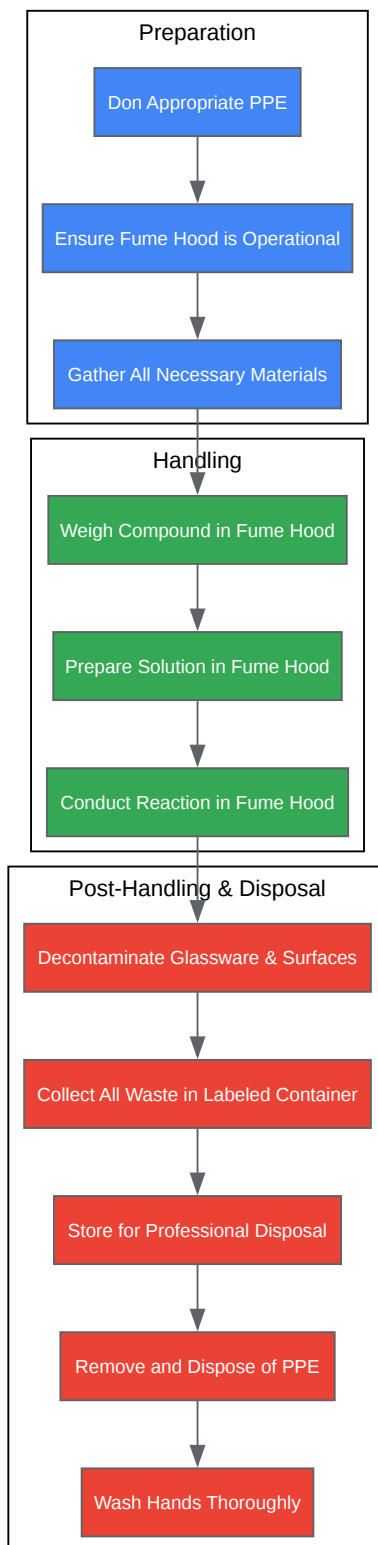 Preparation
Don Appropriate PPE
Ensure Fume Hood is Operational
Gather All Necessary Materials
Handling
Weigh Compound in Fume Hood
Prepare Solution in Fume Hood
Conduct Reaction in Fume Hood
Post-Handling & Disposal
Decontaminate Glassware & Surfaces
Collect All Waste in Labeled Container
Store for Professional Disposal
Remove and Dispose of PPE
Wash Hands Thoroughly